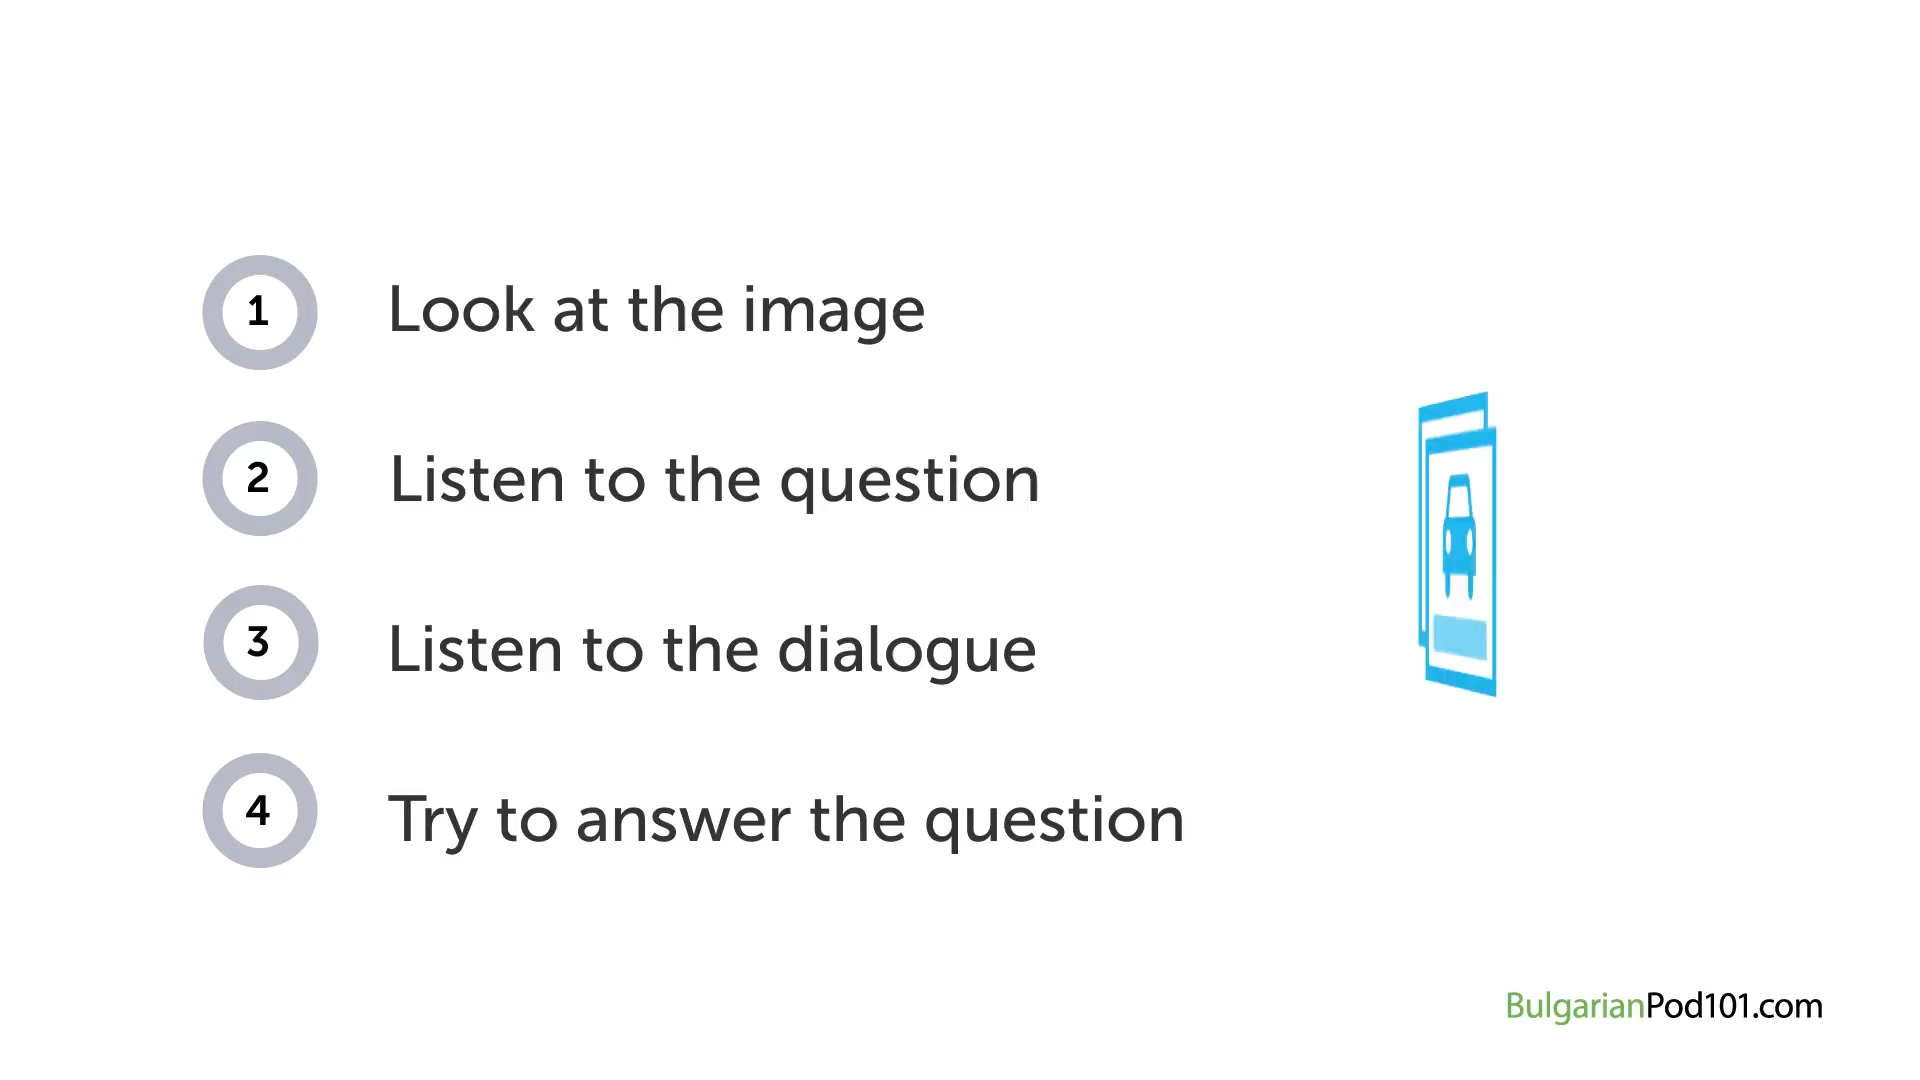 1 Look at the image
2 Listen to the question
3 Listen to the dialogue
4 Try to answer the question
BulgarianPod101.com